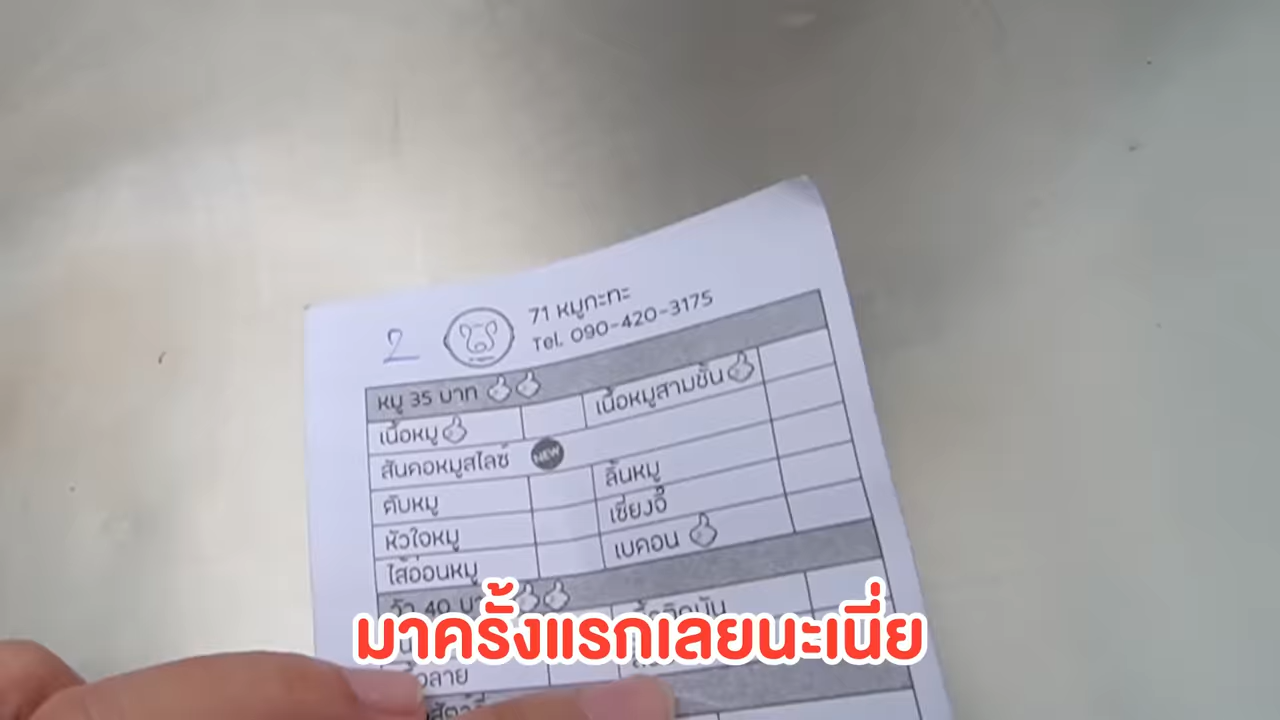 2
71 หมูกะทะ
Tel. 090-420-3175
หมู 35 บาท
เนื้อหมู เนื้อหมูสามชั้น
สันคอหมูสไลซ์ NEW
ตับหมู ลิ้นหมู
หัวใจหมู เซี่ยงจี๊
ไส้อ่อนหมู เบคอน
วัว 40
มาครั้งแรกเลยนะเนี่ย